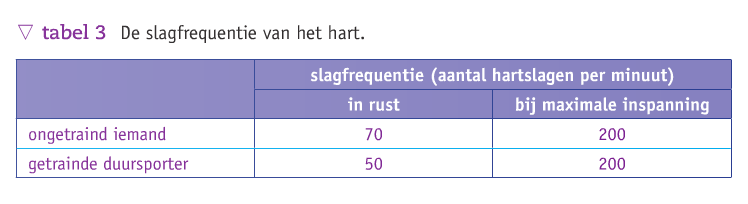 ▽ tabel 3 De slagfrequentie van het hart.
slagfrequentie (aantal hartslagen per minuut)
in rust bij maximale inspanning
ongetraind iemand 70 200
getrainde duursporter 50 200